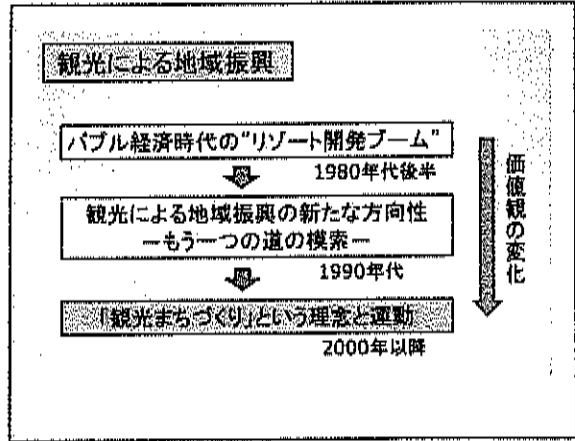 観光による地域振興
バブル経済時代の"リゾート開発ブーム"
1980年代後半
観光による地域振興の新たな方向性
―もう一つの道の模索―
1990年代
「観光まちづくり」という理念と運動
2000年以降
価値観の変化